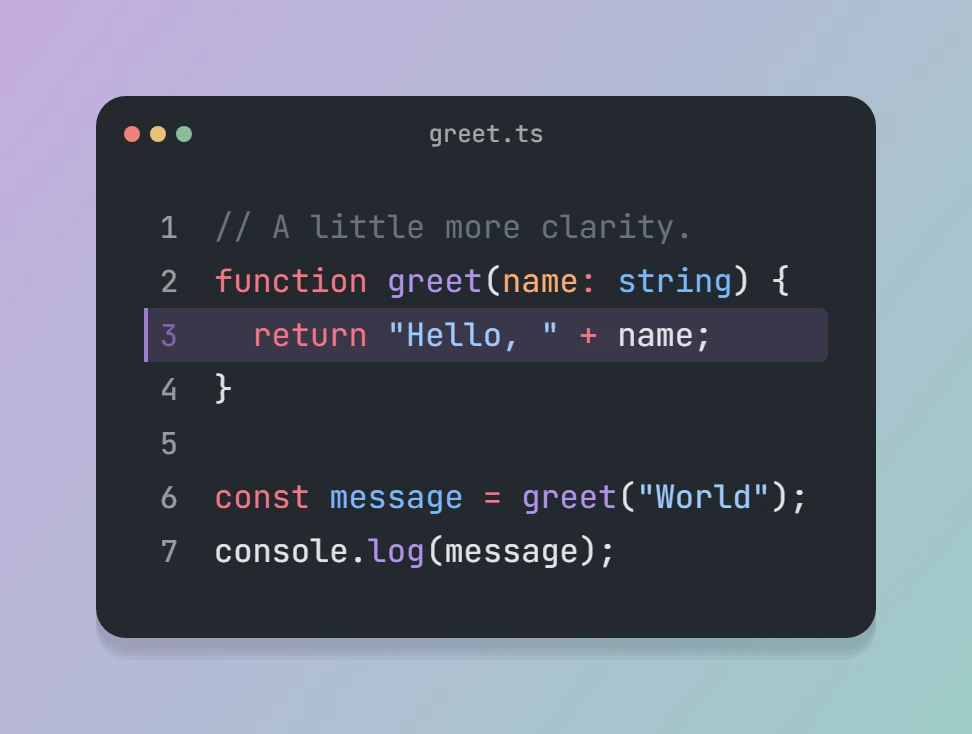 greet.ts
1 // A little more clarity.
2 function greet(name: string) {
3   return "Hello, " + name;
4 }
5
6 const message = greet("World");
7 console.log(message);